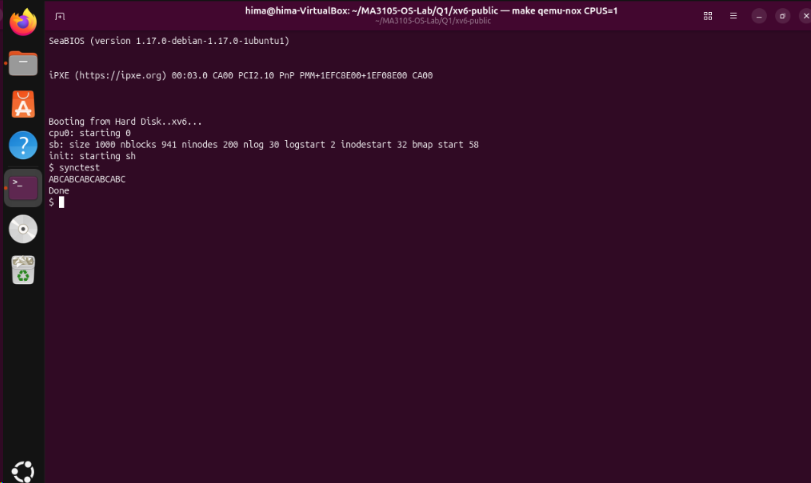 hima@hima-VirtualBox: ~/MA3105-OS-Lab/Q1/xv6-public — make qemu-nox CPUS=1
~/MA3105-OS-Lab/Q1/xv6-public
SeaBIOS (version 1.17.0-debian-1.17.0-1ubuntu1)
iPXE (https://ipxe.org) 00:03.0 CA00 PCI2.10 PnP PMM+1EFC8E00+1EF08E00 CA00
Booting from Hard Disk..xv6...
cpu0: starting 0
sb: size 1000 nblocks 941 ninodes 200 nlog 30 logstart 2 inodestart 32 bmap start 58
init: starting sh
$ synctest
ABCABCABCABCABC
Done
$